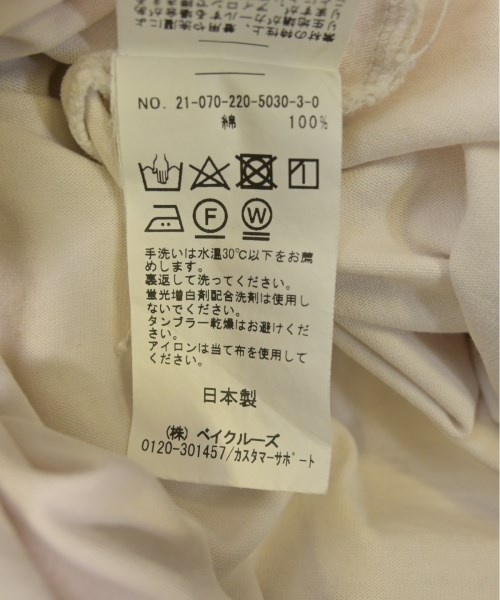 NO. 21-070-220-5030-3-0
綿 100%
F W
手洗いは水温30℃以下をお薦
めします。
裏返して洗ってください。
蛍光増白剤配合洗剤は使用し
ないでください。
タンブラー乾燥はお避けくだ
さい。
アイロンは当て布を使用して
ください。
日本製
(株) ベイクルーズ
0120-301457/カスタマーサポート